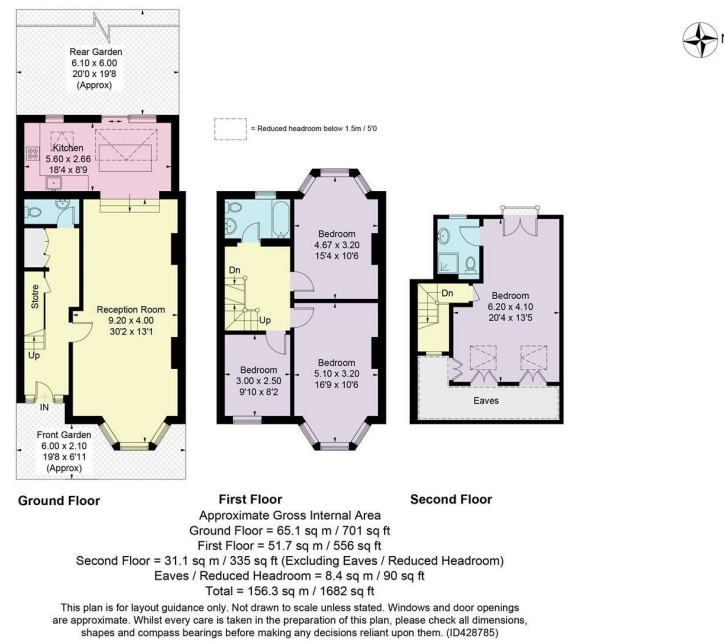 N
Rear Garden
6.10 x 6.00
20'0 x 19'8
(Approx)
= Reduced headroom below 1.5m / 5'0
Kitchen
5.60 x 2.66
18'4 x 8'9
Stotre
Up
Reception Room
9.20 x 4.00
30'2 x 13'1
IN
Front Garden
6.00 x 2.10
19'8 x 6'11
(Approx)
Bedroom
4.67 x 3.20
15'4 x 10'6
Dn
Up
Bedroom
3.00 x 2.50
9'10 x 8'2
Bedroom
5.10 x 3.20
16'9 x 10'6
Dn
Bedroom
6.20 x 4.10
20'4 x 13'5
Eaves
Ground Floor
First Floor
Second Floor
Approximate Gross Internal Area
Ground Floor = 65.1 sq m / 701 sq ft
First Floor = 51.7 sq m / 556 sq ft
Second Floor = 31.1 sq m / 335 sq ft (Excluding Eaves / Reduced Headroom)
Eaves / Reduced Headroom = 8.4 sq m / 90 sq ft
Total = 156.3 sq m / 1682 sq ft
This plan is for layout guidance only. Not drawn to scale unless stated. Windows and door openings
are approximate. Whilst every care is taken in the preparation of this plan, please check all dimensions,
shapes and compass bearings before making any decisions reliant upon them. (ID428785)